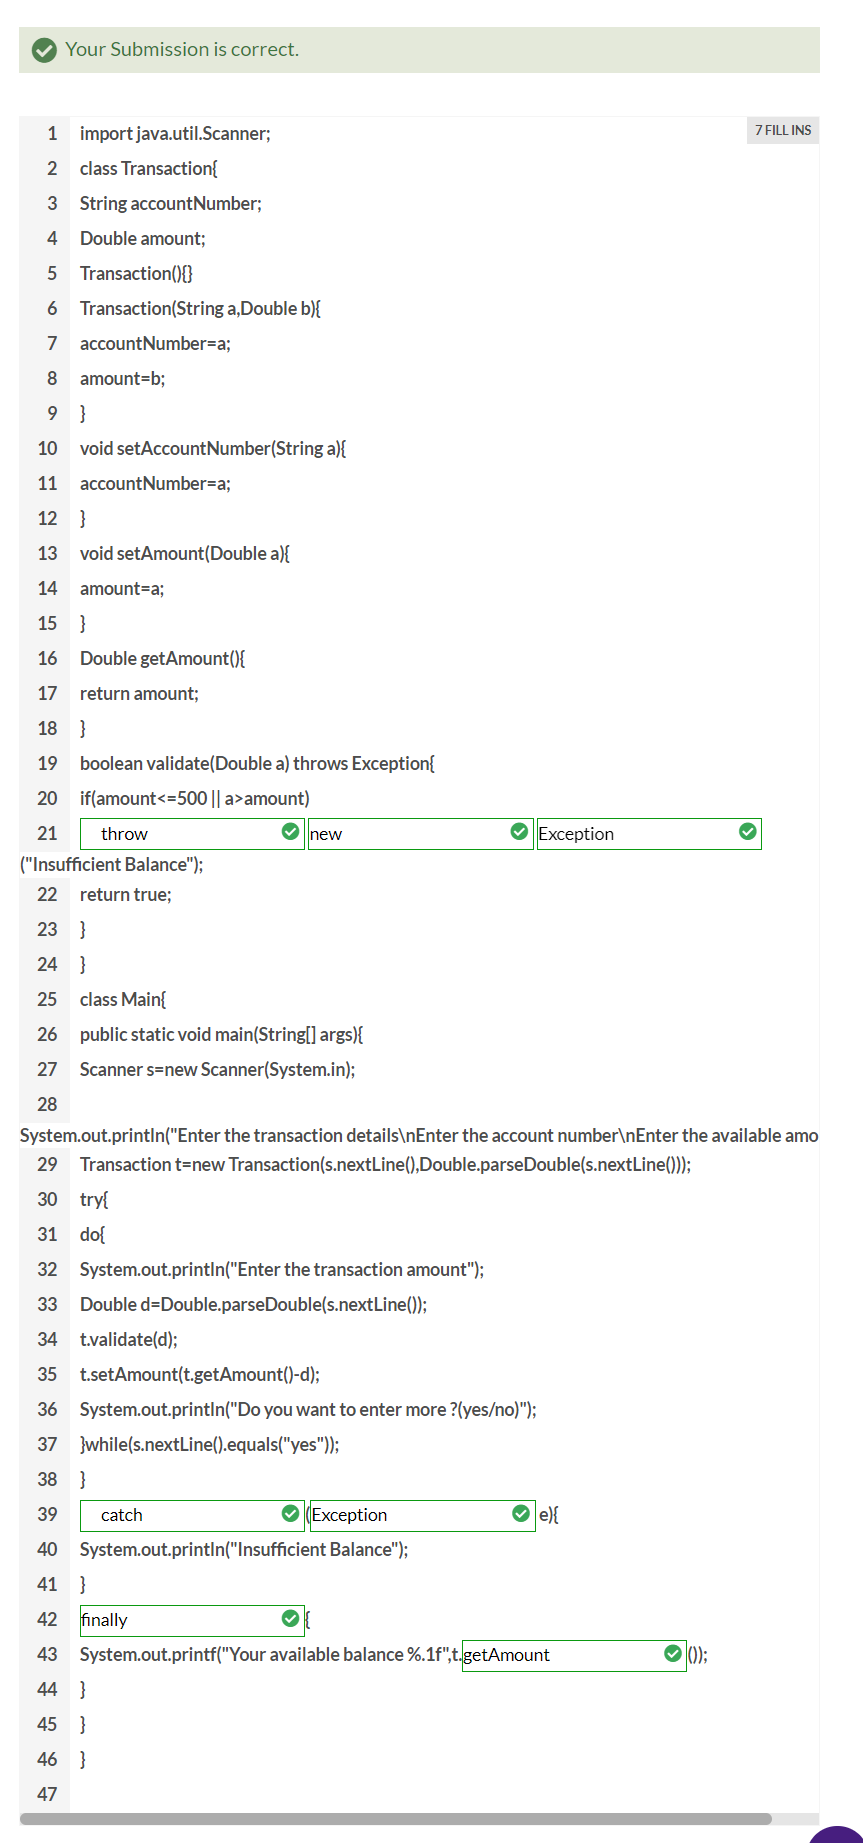 Your Submission is correct.
7 FILL INS
1 import java.util.Scanner;
2 class Transaction{
3 String accountNumber;
4 Double amount;
5 Transaction(){}
6 Transaction(String a,Double b){
7 accountNumber=a;
8 amount=b;
9 }
10 void setAccountNumber(String a){
11 accountNumber=a;
12 }
13 void setAmount(Double a){
14 amount=a;
15 }
16 Double getAmount(){
17 return amount;
18 }
19 boolean validate(Double a) throws Exception{
20 if(amount<=500 || a>amount)
21 throw new Exception
("Insufficient Balance");
22 return true;
23 }
24 }
25 class Main{
26 public static void main(String[] args){
27 Scanner s=new Scanner(System.in);
28
System.out.println("Enter the transaction details\nEnter the account number\nEnter the available amo
29 Transaction t=new Transaction(s.nextLine(),Double.parseDouble(s.nextLine()));
30 try{
31 do{
32 System.out.println("Enter the transaction amount");
33 Double d=Double.parseDouble(s.nextLine());
34 t.validate(d);
35 t.setAmount(t.getAmount()-d);
36 System.out.println("Do you want to enter more ?(yes/no)");
37 }while(s.nextLine().equals("yes"));
38 }
39 catch (Exception e){
40 System.out.println("Insufficient Balance");
41 }
42 finally {
43 System.out.printf("Your available balance %.1f",t.getAmount ());
44 }
45 }
46 }
47